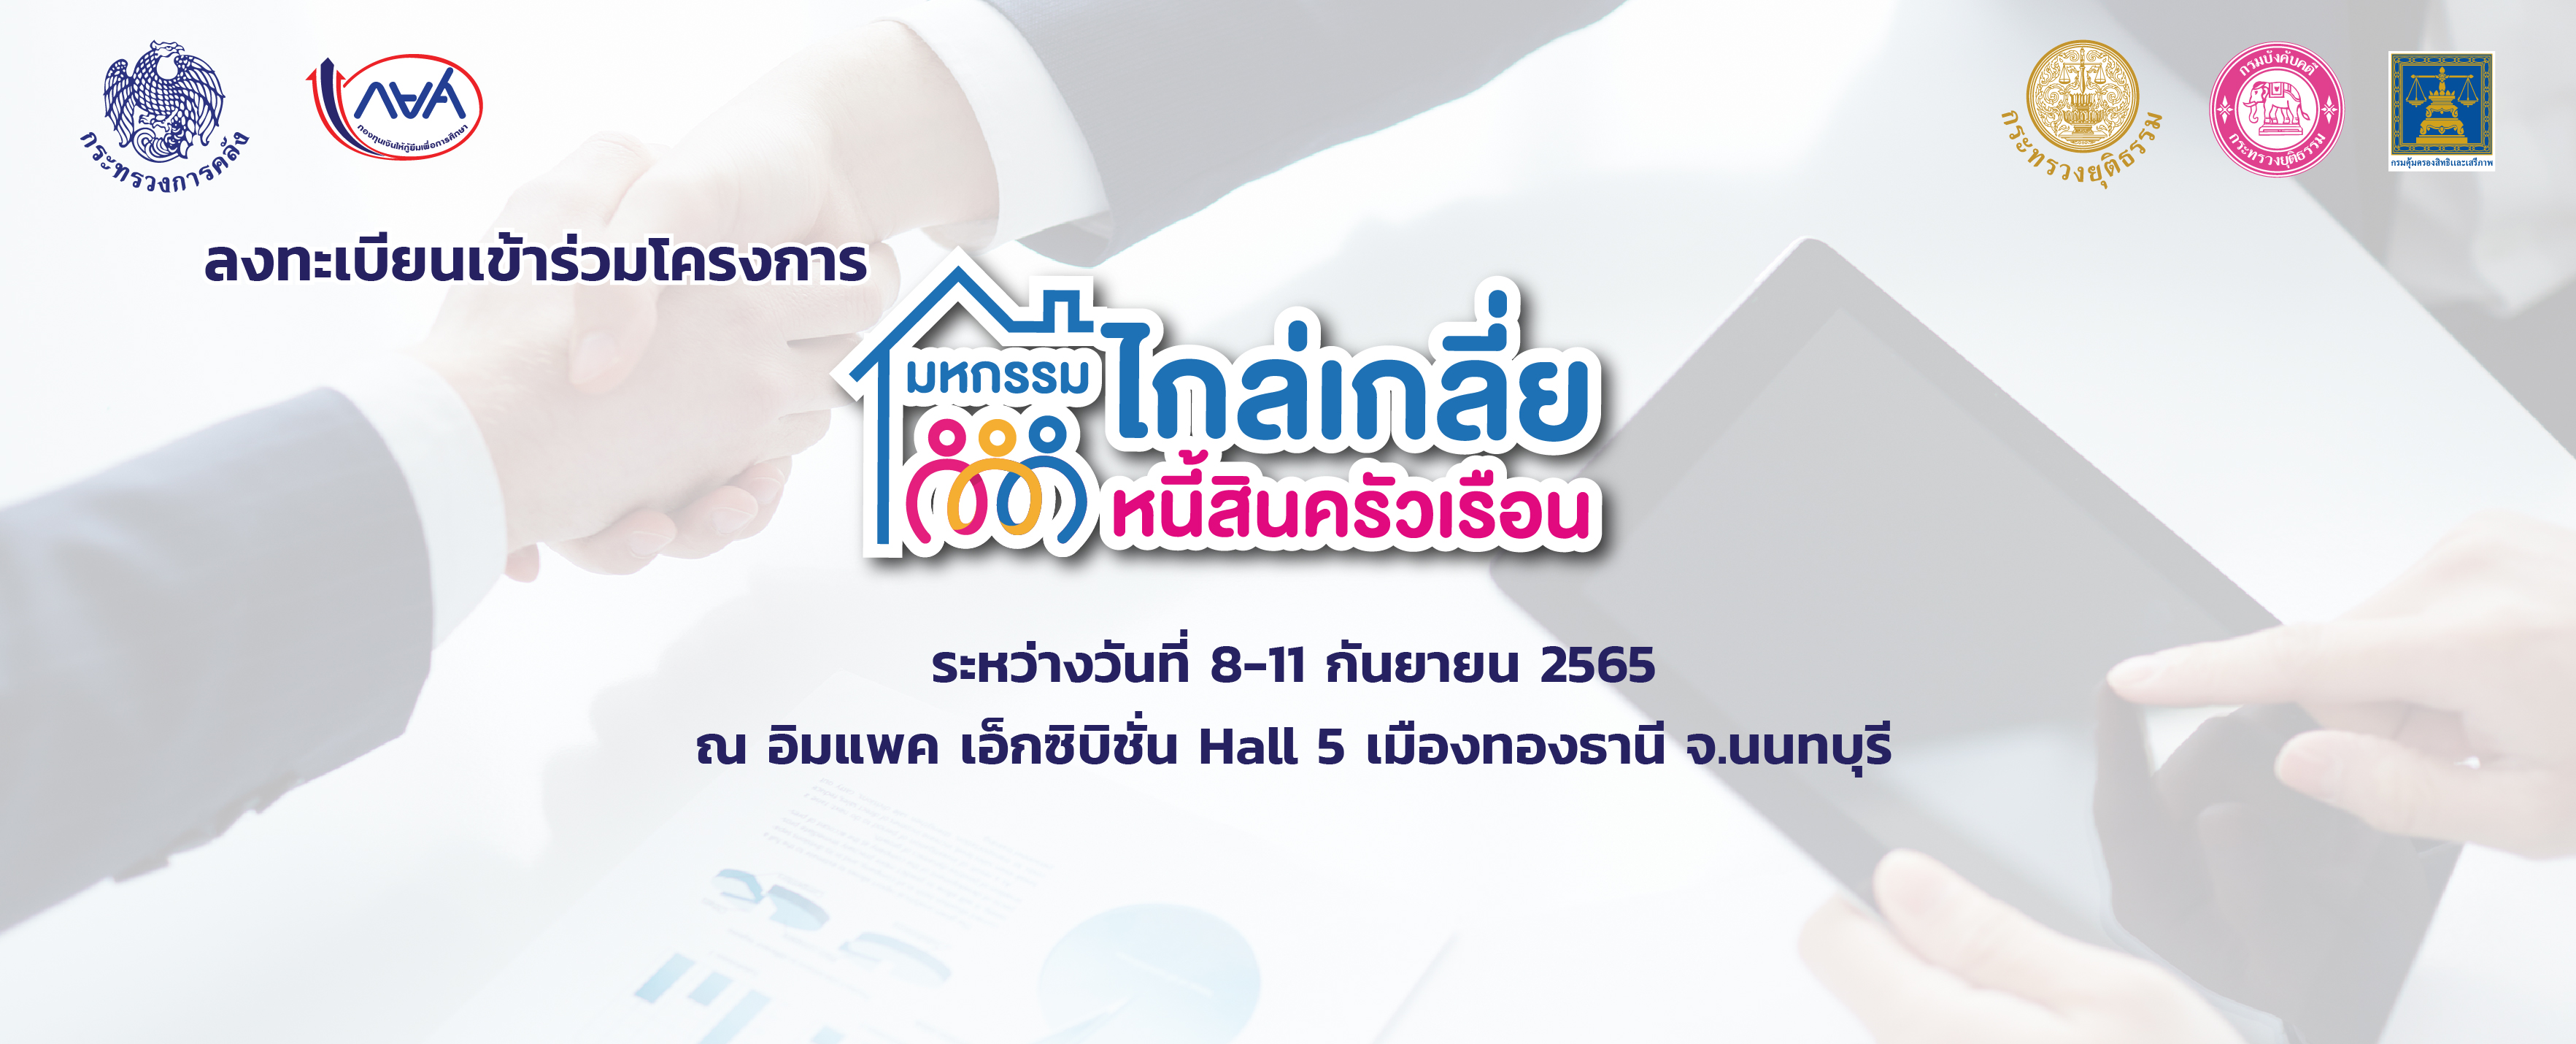 กระทรวงการคลัง
กยศ
กองทุนเงินให้กู้ยืมเพื่อการศึกษา
กระทรวงยุติธรรม
กรมบังคับคดี
กระทรวงยุติธรรม
กรมคุ้มครองสิทธิและเสรีภาพ
ลงทะเบียนเข้าร่วมโครงการ
มหกรรม
ไกล่เกลี่ย
หนี้สินครัวเรือน
ระหว่างวันที่ 8-11 กันยายน 2565
ณ อิมแพค เอ็กซิบิชั่น Hall 5 เมืองทองธานี จ.นนทบุรี